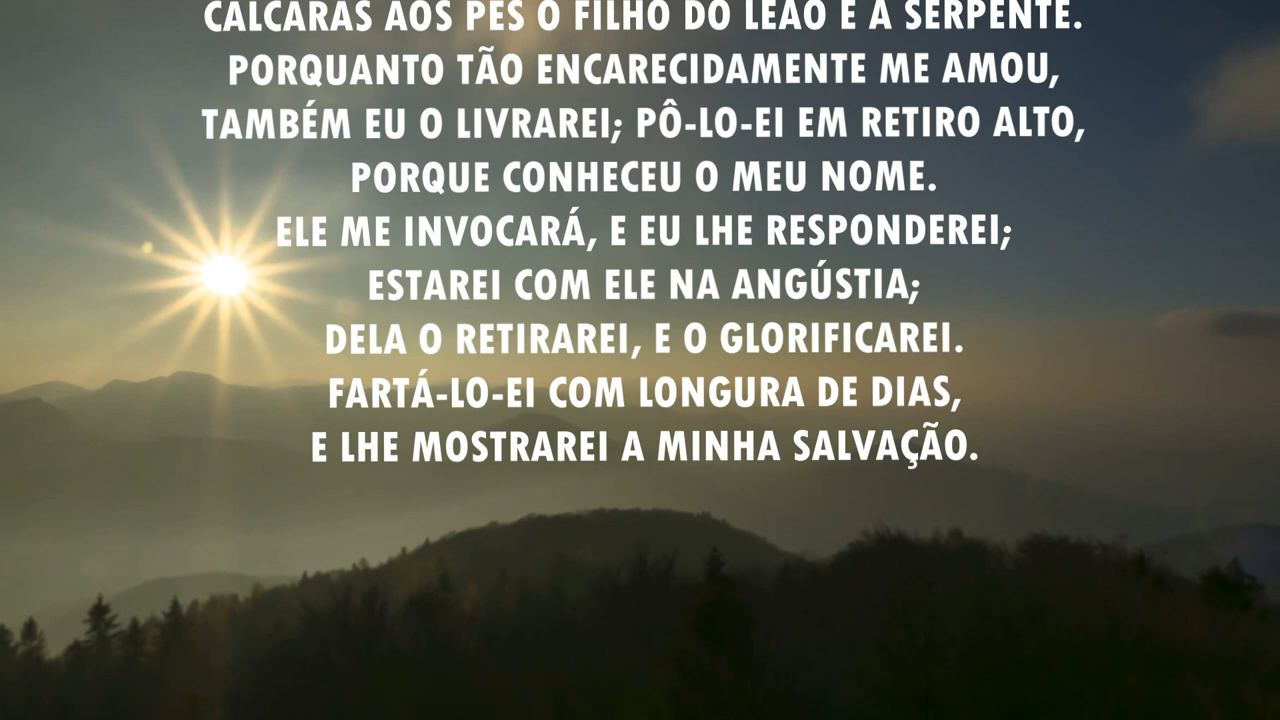 CALCARÁS AOS PÉS O FILHO DO LEÃO E A SERPENTE.
PORQUANTO TÃO ENCARECIDAMENTE ME AMOU,
TAMBÉM EU O LIVRAREI; PÔ-LO-EI EM RETIRO ALTO,
PORQUE CONHECEU O MEU NOME.
ELE ME INVOCARÁ, E EU LHE RESPONDEREI;
ESTAREI COM ELE NA ANGÚSTIA;
DELA O RETIRAREI, E O GLORIFICAREI.
FARTÁ-LO-EI COM LONGURA DE DIAS,
E LHE MOSTRAREI A MINHA SALVAÇÃO.